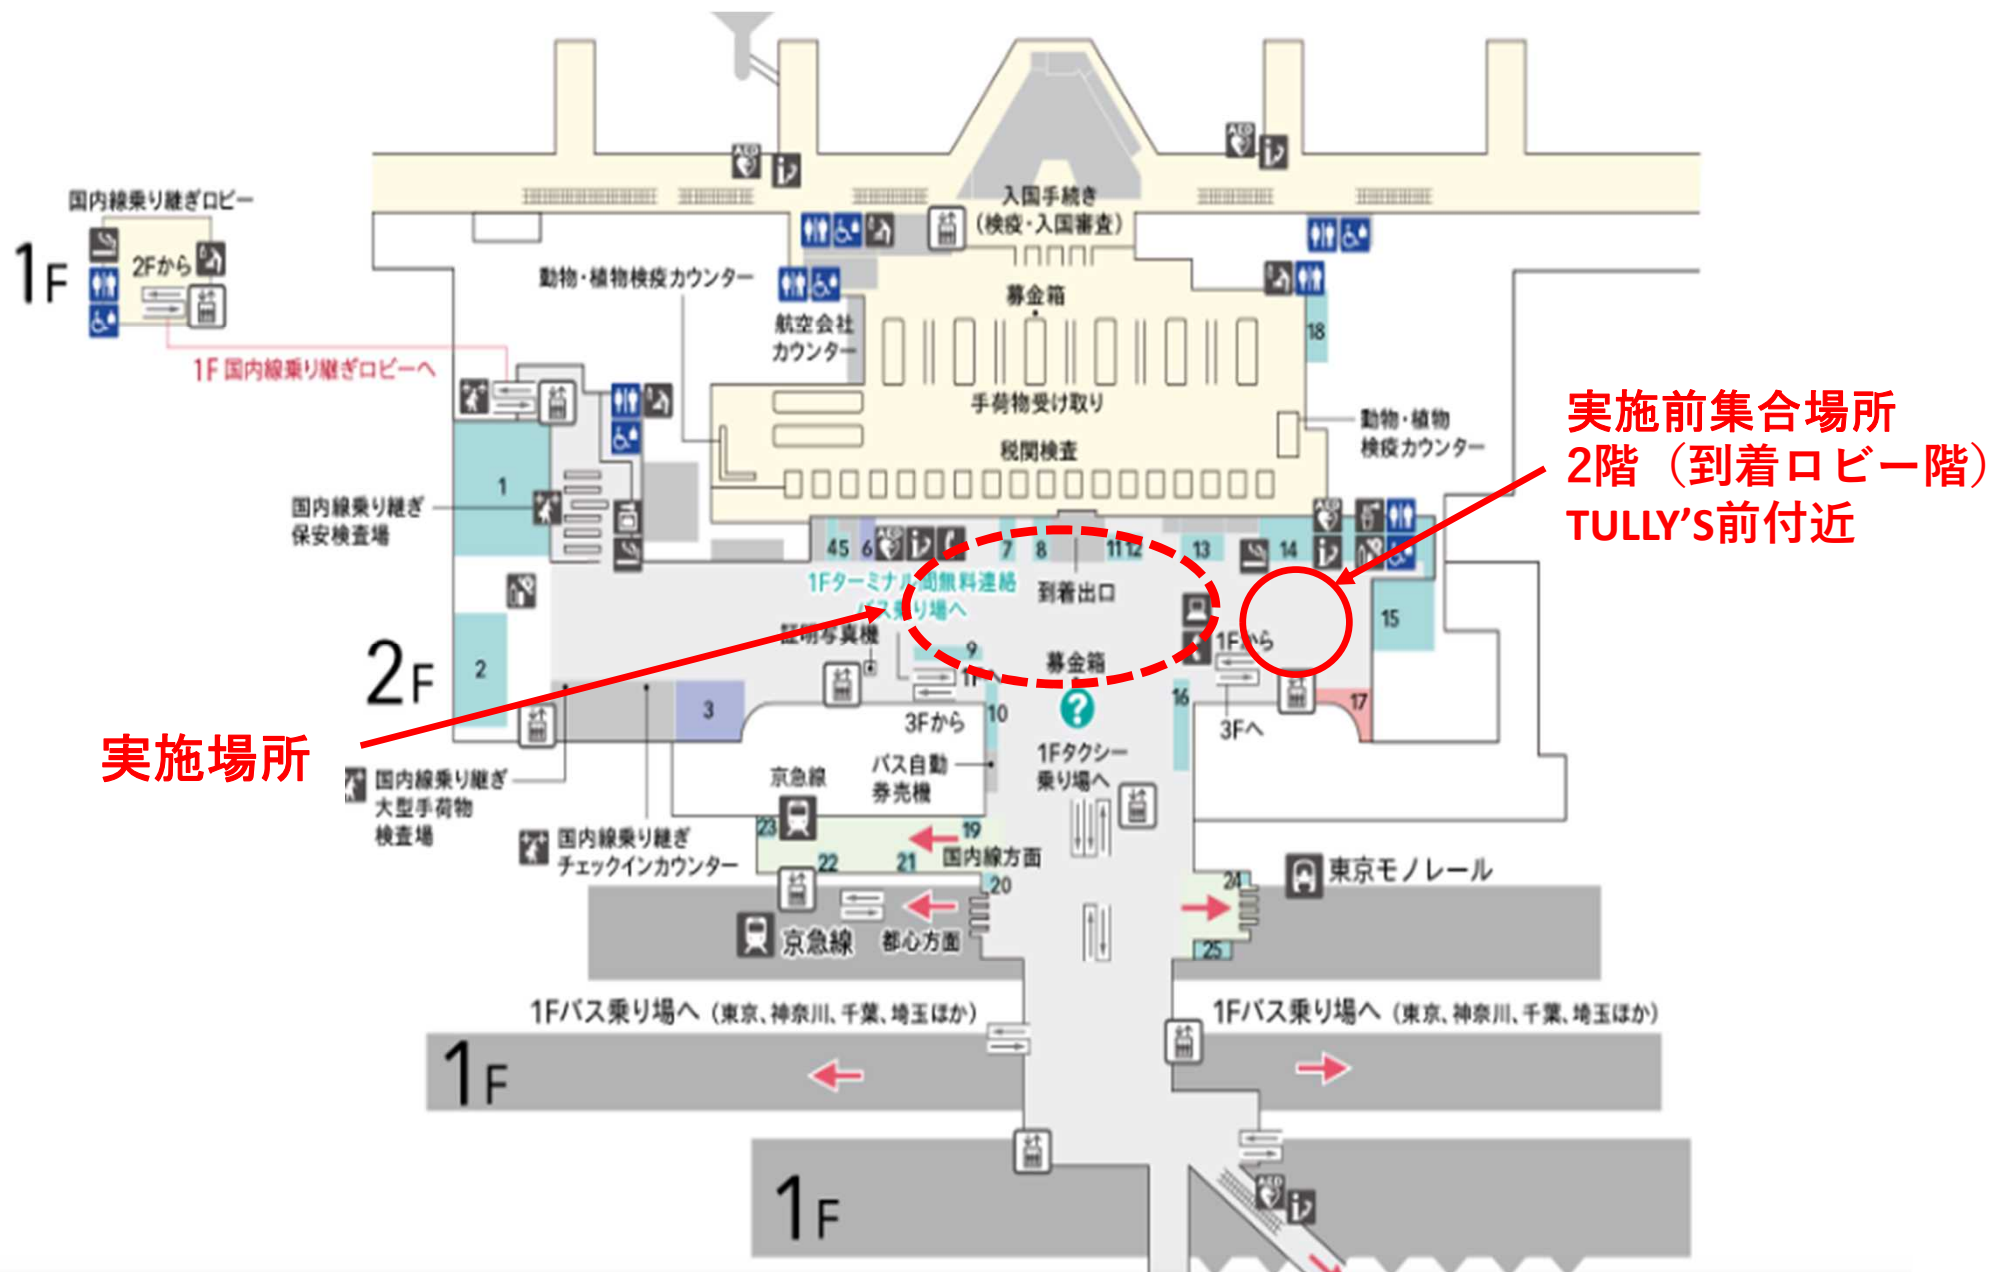 入国手続き
(検疫・入国審査)
国内線乗り継ぎロビー
1F
2Fから
1F 国内線乗り継ぎロビーへ
動物・植物検疫カウンター
航空会社
カウンター
募金箱
18
手荷物受け取り
税関検査
動物・植物
検疫カウンター
実施前集合場所
2階（到着ロビー階）
TULLY'S前付近
1
国内線乗り継ぎ
保安検査場
45
6
7
8
11 12
13
14
15
1Fターミナル間無料連絡
バス乗り場へ
到着出口
証明写真機
9
1Fへ
募金箱
1Fから
2F
2
3
10
?
16
17
3Fから
3Fへ
実施場所
国内線乗り継ぎ
大型手荷物
検査場
国内線乗り継ぎ
チェックインカウンター
京急線
バス自動
券売機
1Fタクシー
乗り場へ
23
19
22
21
国内線方面
20
京急線
都心方面
24
東京モノレール
25
1Fバス乗り場へ（東京、神奈川、千葉、埼玉ほか）
1Fバス乗り場へ（東京、神奈川、千葉、埼玉ほか）
1F
1F
AED
AED
AED
AED
AED